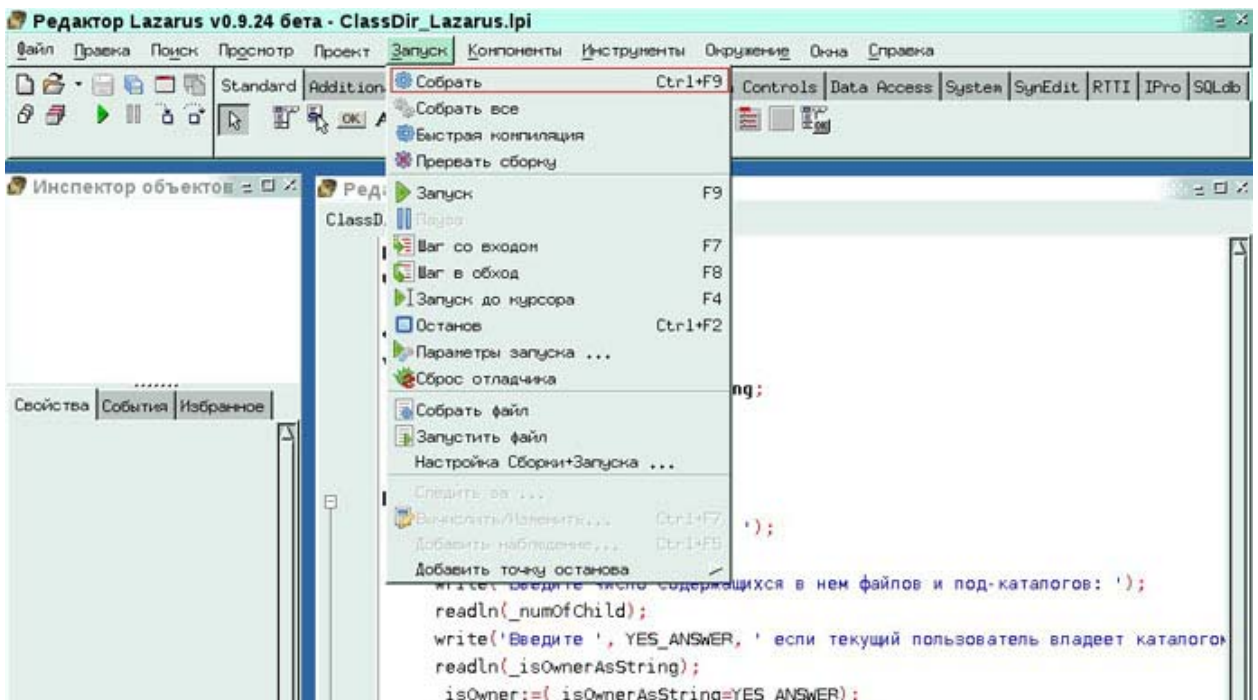 Редактор Lazarus v0.9.24 бета - ClassDir_Lazarus.lpi
Файл Правка Поиск Просмотр Проект Запуск Компоненты Инструменты Окружение Окна Справка
Standard Addition Controls Data Access System SynEdit RTTI IPro SQLdb
OK
Собрать Ctrl+F9
Собрать все
Быстрая компиляция
Прервать сборку
Инспектор объектов
Запуск F9
ClassD
Пауза
Шаг со входом F7
Шаг в обход F8
Запуск до курсора F4
Останов Ctrl+F2
Параметры запуска ...
Сброс отладчика
ng;
Свойства События Избранное
Собрать файл
Запустить файл
Настройка Сборки+Запуска ...
Следить за ...
Вычислить/Изменить... Ctrl+F7
');
Добавить наблюдение... Ctrl+F5
Добавить точку останова
write('Введите число содержащихся в нем файлов и под-каталогов: ');
readln(_numOfChild);
write('Введите ', YES_ANSWER, ' если текущий пользователь владеет каталогом
readln(_isOwnerAsString);
_isOwner:=(_isOwnerAsString=YES_ANSWER);